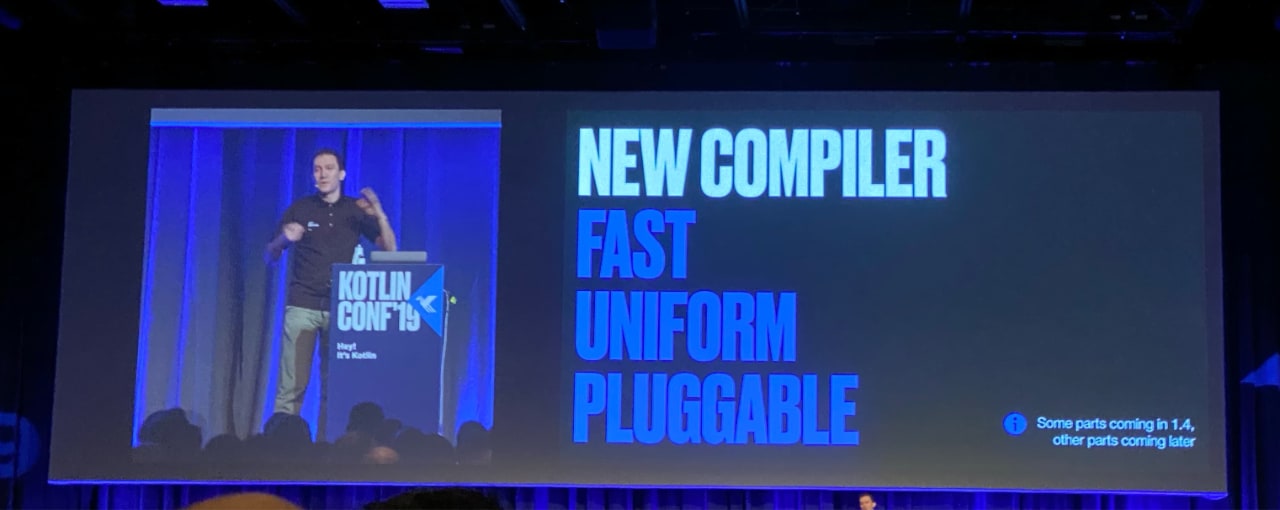 KOTLIN
CONF'19
Hey!
It's Kotlin
NEW COMPILER
FAST
UNIFORM
PLUGGABLE
Some parts coming in 1.4,
other parts coming later